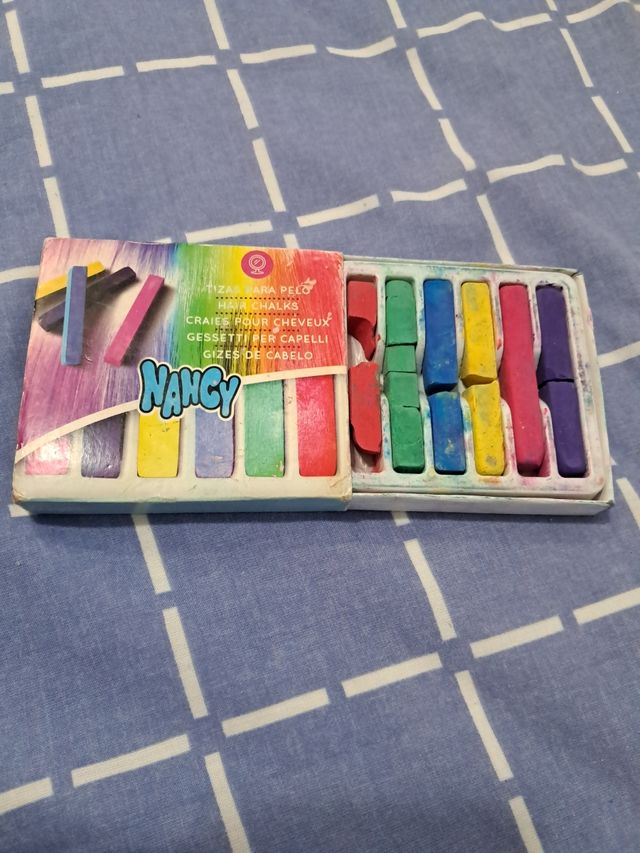 TIZAS PARA PELO
HAIR CHALKS
CRAIES POUR CHEVEUX
GESSETTI PER CAPELLI
GIZES DE CABELO
NANCY